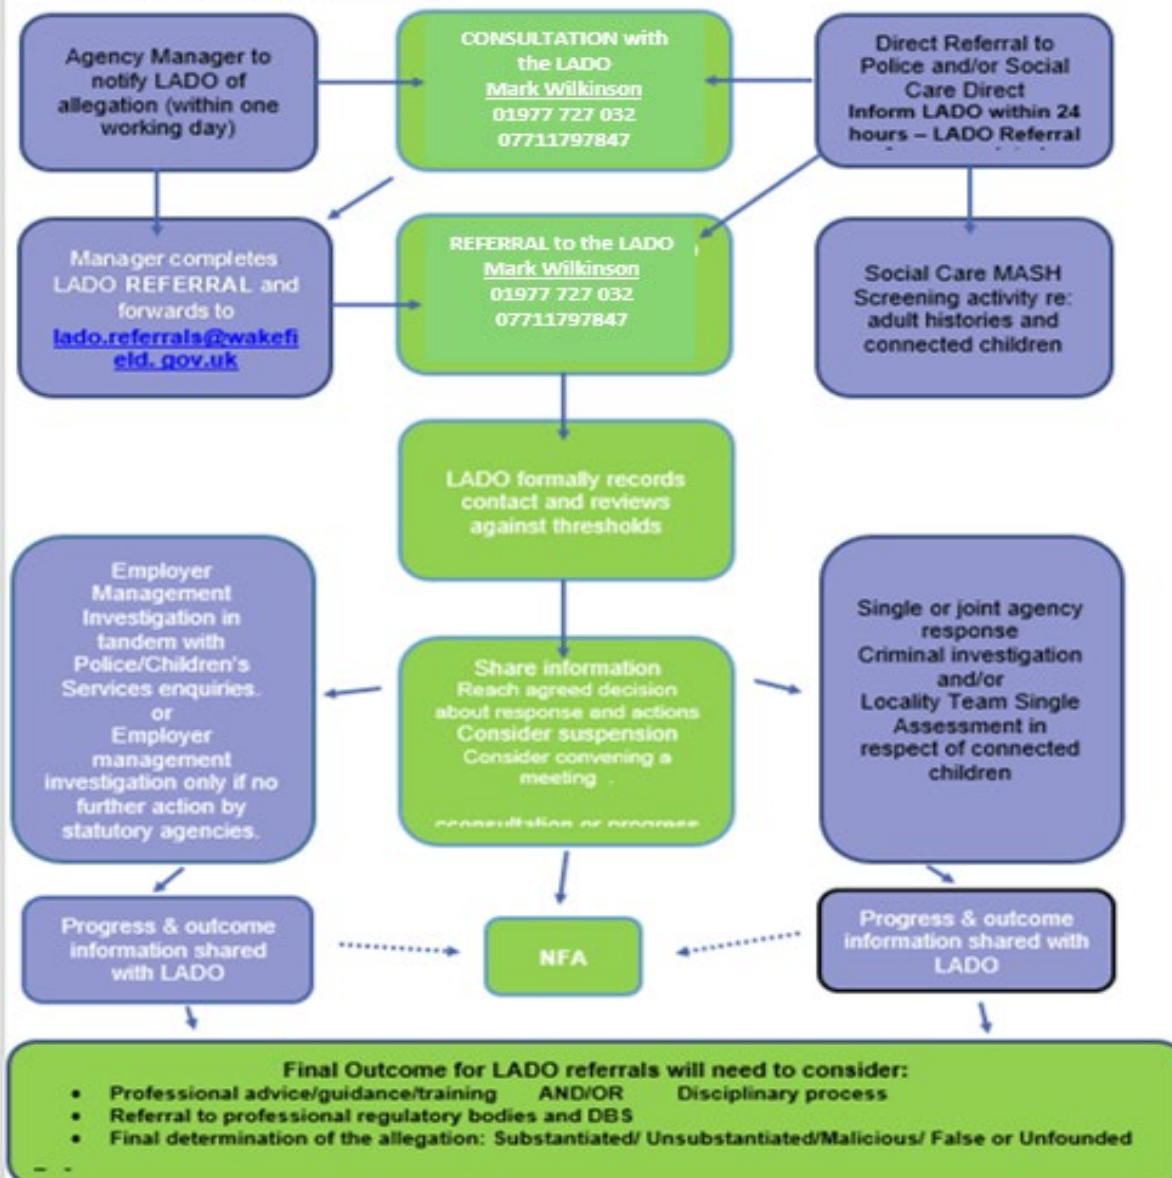 Agency Manager to
notify LADO of
allegation (within one
working day)
CONSULTATION with
the LADO
Mark Wilkinson
01977 727 032
07711797847
Direct Referral to
Police and/or Social
Care Direct
Inform LADO within 24
hours – LADO Referral
Manager completes
LADO REFERRAL and
forwards to
lado.referrals@wakefi
eld. gov.uk
REFERRAL to the LADO
Mark Wilkinson
01977 727 032
07711797847
Social Care MASH
Screening activity re:
adult histories and
connected children
LADO formally records
contact and reviews
against thresholds
Employer
Management
Investigation in
tandem with
Police/Children's
Services enquiries.
or
Employer
management
investigation only if no
further action by
statutory agencies.
Share information
Reach agreed decision
about response and actions
Consider suspension
Consider convening a
meeting .
cconsultation or progress
Single or joint agency
response
Criminal investigation
and/or
Locality Team Single
Assessment in
respect of connected
children
Progress & outcome
information shared
with LADO
NFA
Progress & outcome
information shared with
LADO
Final Outcome for LADO referrals will need to consider:
• Professional advice/guidance/training AND/OR Disciplinary process
• Referral to professional regulatory bodies and DBS
• Final determination of the allegation: Substantiated/ Unsubstantiated/Malicious/ False or Unfounded